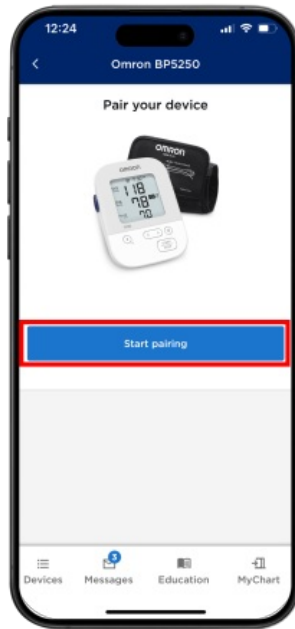 12:24
Omron BP5250
Pair your device
OMRON
OMRON
118
78
70
Start pairing
3
Devices Messages Education MyChart